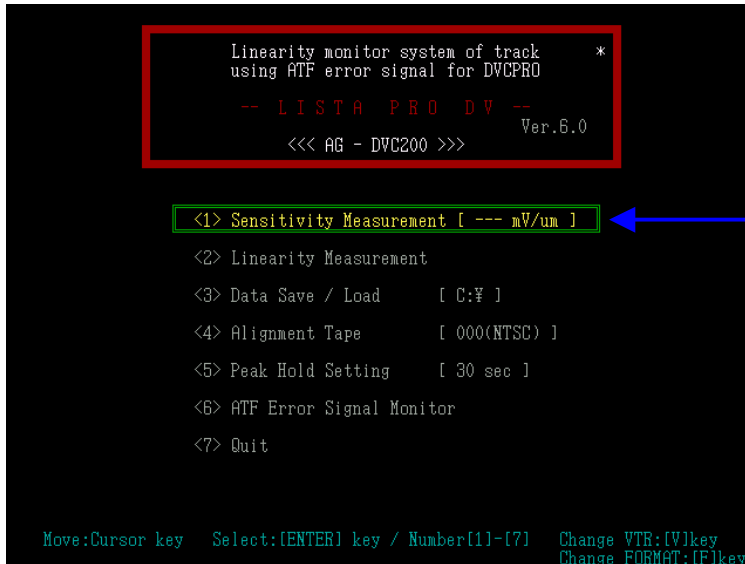 Linearity monitor system of track *
using ATF error signal for DVCPRO
-- LISTA PRO DV --
Ver.6.0
<<< AG - DVC200 >>>
<1> Sensitivity Measurement [ --- mV/um ]
<2> Linearity Measurement
<3> Data Save / Load [ C:¥ ]
<4> Alignment Tape [ 000(NTSC) ]
<5> Peak Hold Setting [ 30 sec ]
<6> ATF Error Signal Monitor
<7> Quit
Move:Cursor key Select:[ENTER] key / Number[1]-[7] Change VTR:[V]key
Change FORMAT:[F]key